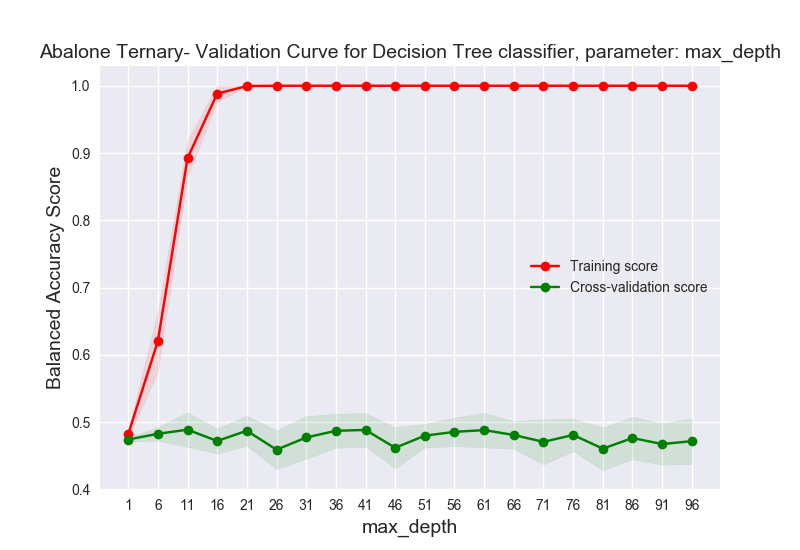 Abalone Ternary- Validation Curve for Decision Tree classifier, parameter: max_depth
Balanced Accuracy Score
1.0
0.9
0.8
0.7
0.6
0.5
0.4
Training score
Cross-validation score
1 6 11 16 21 26 31 36 41 46 51 56 61 66 71 76 81 86 91 96
max_depth